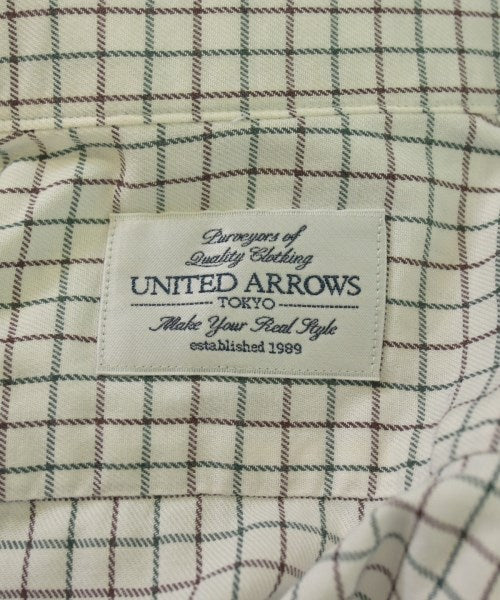 Purveyors of
Quality Clothing
UNITED ARROWS
TOKYO
Make Your Real Style
established 1989